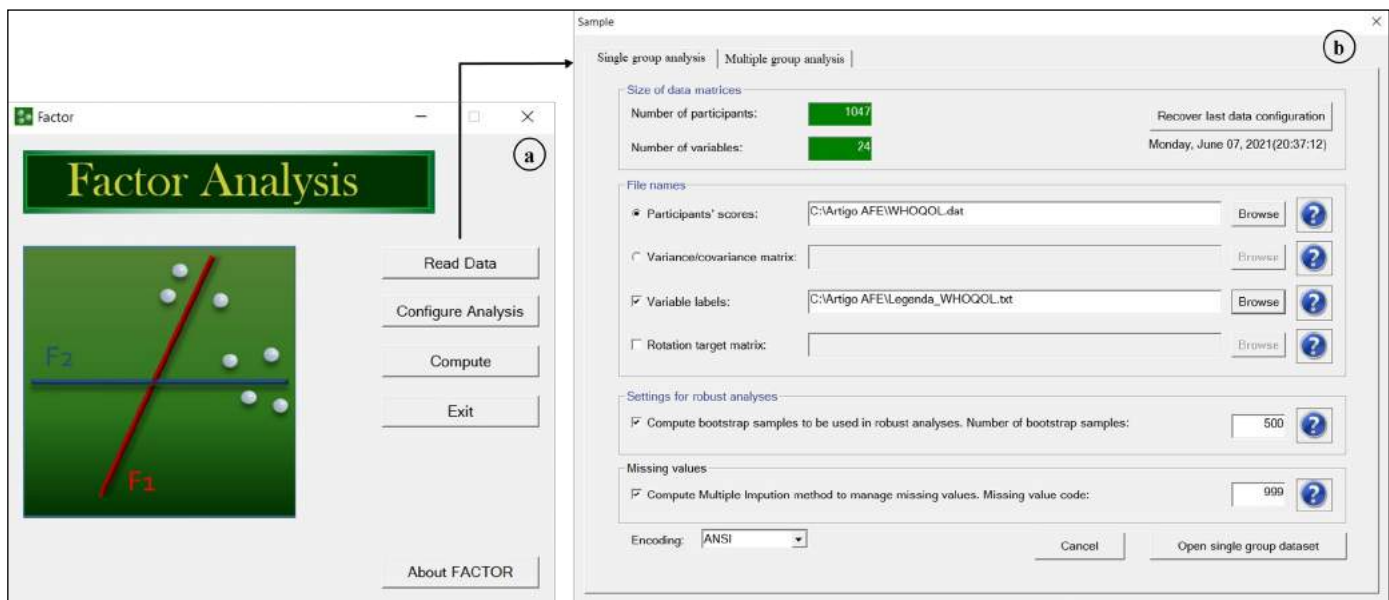 Factor
a
Factor Analysis
F2
F1
Read Data
Configure Analysis
Compute
Exit
About FACTOR
Sample
b
Single group analysis
Multiple group analysis
Size of data matrices
Number of participants: 1047
Recover last data configuration
Number of variables: 24
Monday, June 07, 2021(20:37:12)
File names
Participants' scores: C:\Artigo AFE\WHOQOL.dat Browse ?
Variance/covariance matrix: Browse ?
Variable labels: C:\Artigo AFE\Legenda_WHOQOL.txt Browse ?
Rotation target matrix: Browse ?
Settings for robust analyses
Compute bootstrap samples to be used in robust analyses. Number of bootstrap samples: 500 ?
Missing values
Compute Multiple Impution method to manage missing values. Missing value code: 999 ?
Encoding: ANSI
Cancel
Open single group dataset